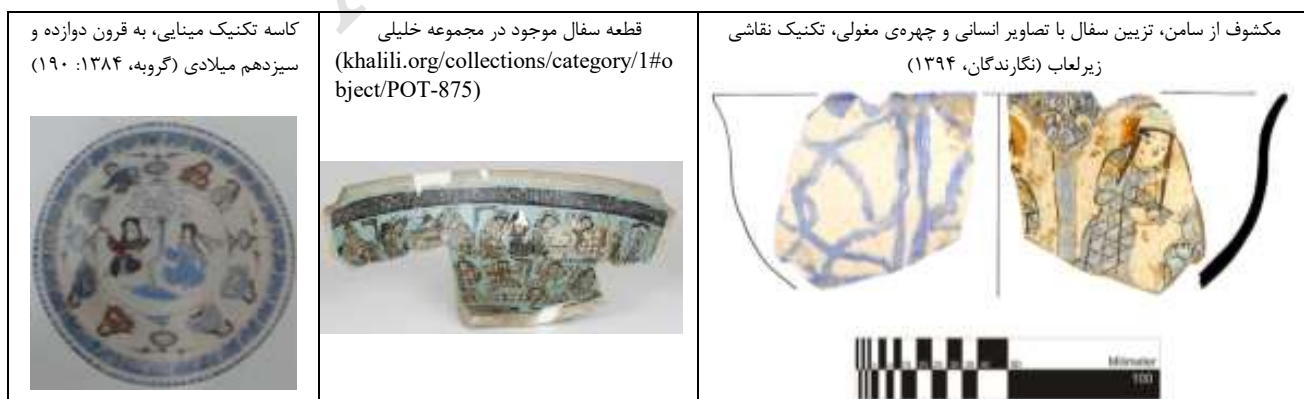 مکشوف از سامن، تزیین سفال با تصاویر انسانی و چهره‌ی مغولی، تکنیک نقاشی
زیرلعاب (نگارندگان، ۱۳۹۴)
قطعه سفال موجود در مجموعه خلیلی
(khalili.org/collections/category/1#o
bject/POT-875)
کاسه تکنیک مینایی، به قرون دوازده و
سیزدهم میلادی (گروبه، ۱۳۸۴: ۱۹۰)
Milimeter
100